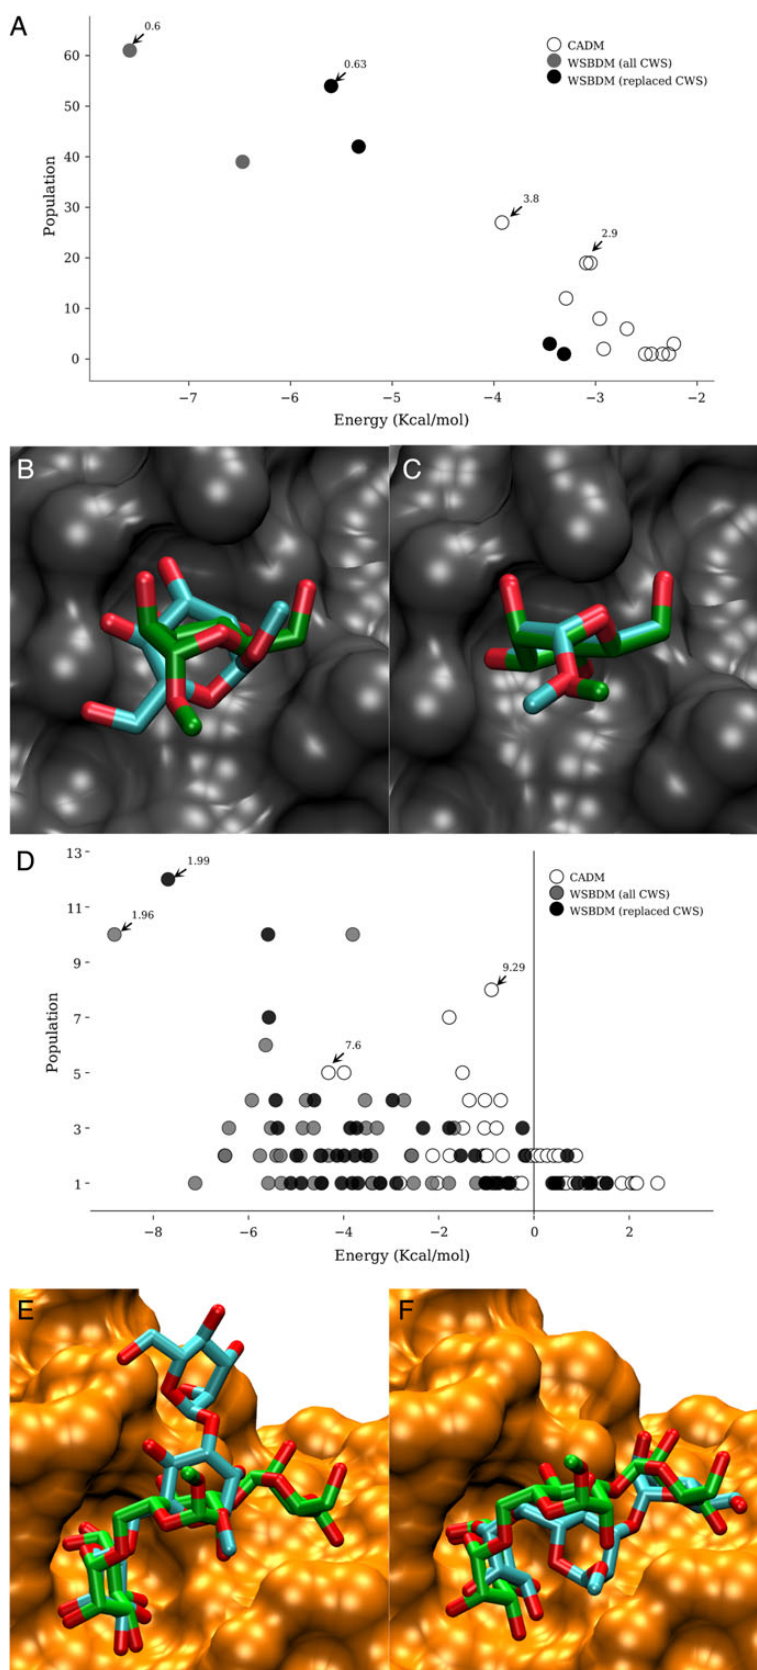 A
0.6
0.63
CADM
WSBDM (all CWS)
WSBDM (replaced CWS)
60
50
40
30
20
10
0
3.8
2.9
Population
−7 −6 −5 −4 −3 −2
Energy (Kcal/mol)
B
C
D
13
11
9
7
5
3
1
1.99
1.96
CADM
WSBDM (all CWS)
WSBDM (replaced CWS)
9.29
7.6
Population
−8 −6 −4 −2 0 2
Energy (Kcal/mol)
E
F